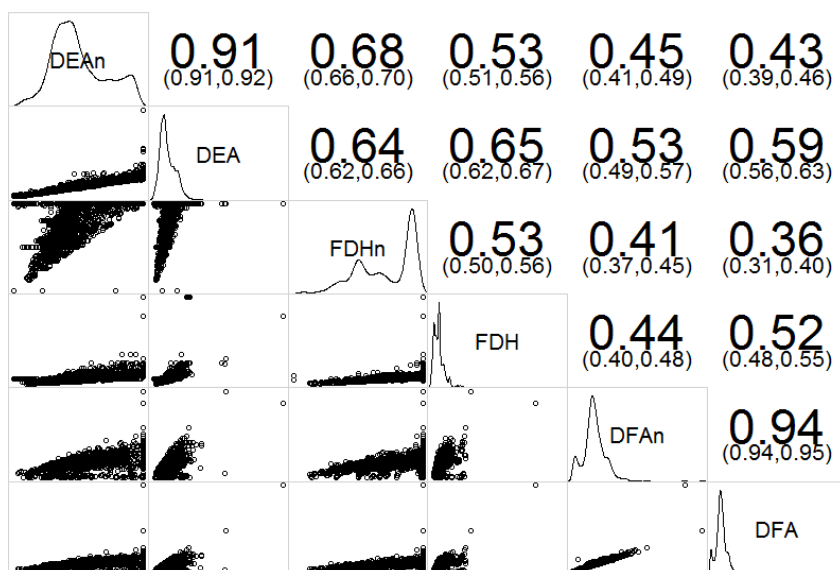 DEAn 0.91 0.68 0.53 0.45 0.43
(0.91,0.92) (0.66,0.70) (0.51,0.56) (0.41,0.49) (0.39,0.46)
DEA 0.64 0.65 0.53 0.59
(0.62,0.66) (0.62,0.67) (0.49,0.57) (0.56,0.63)
FDHn 0.53 0.41 0.36
(0.50,0.56) (0.37,0.45) (0.31,0.40)
FDH 0.44 0.52
(0.40,0.48) (0.48,0.55)
DFAn 0.94
(0.94,0.95)
DFA